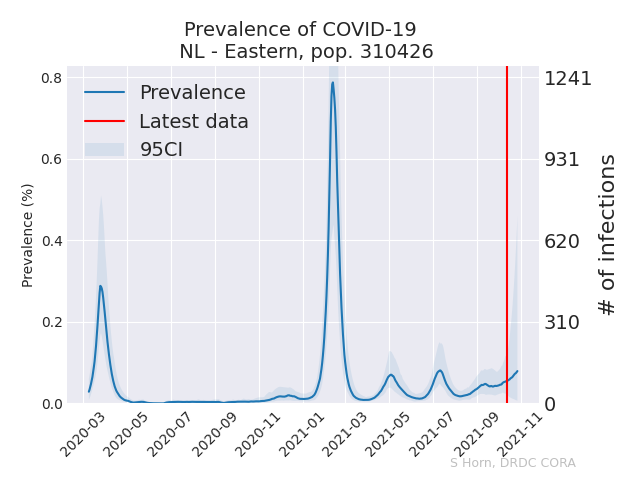 Prevalence of COVID-19
NL - Eastern, pop. 310426
Prevalence
Latest data
95CI
Prevalence (%)
0.8
0.6
0.4
0.2
0.0
1241
931
620
310
0
# of infections
2020-03
2020-05
2020-07
2020-09
2020-11
2021-01
2021-03
2021-05
2021-07
2021-09
2021-11
S Horn, DRDC CORA